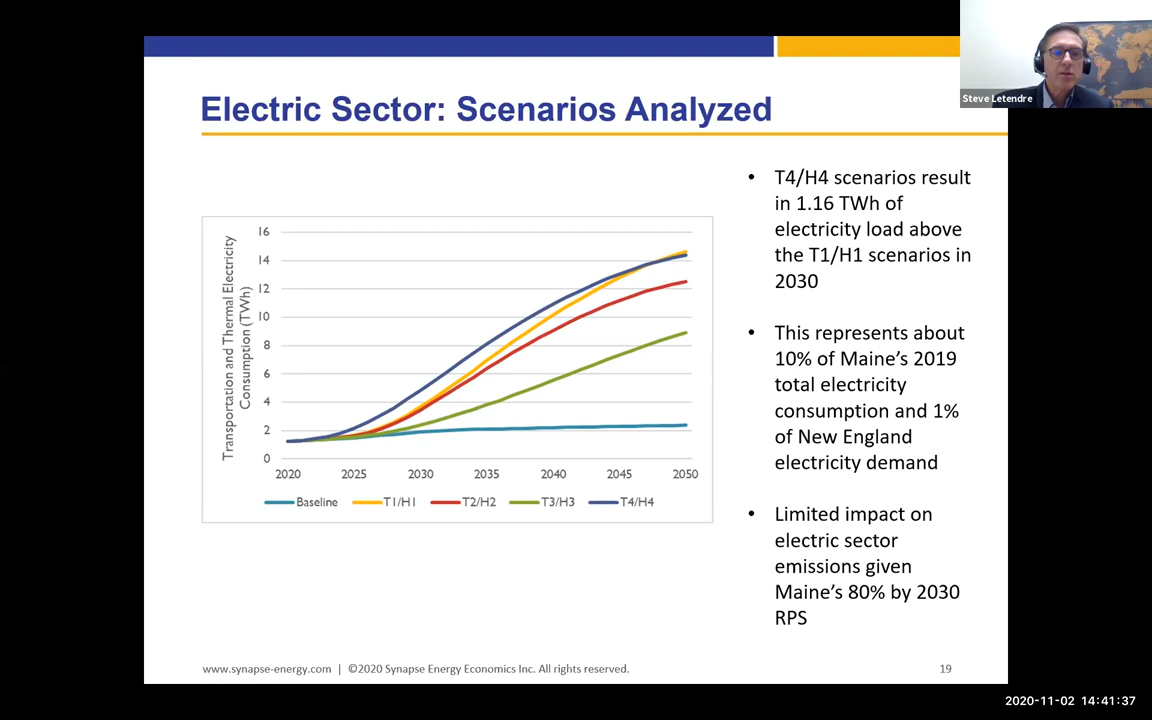 Steve Letendre
Electric Sector: Scenarios Analyzed
Transportation and Thermal Electricity
Consumption (TWh)
16
14
12
10
8
6
4
2
0
2020 2025 2030 2035 2040 2045 2050
Baseline T1/H1 T2/H2 T3/H3 T4/H4
• T4/H4 scenarios result
in 1.16 TWh of
electricity load above
the T1/H1 scenarios in
2030
• This represents about
10% of Maine’s 2019
total electricity
consumption and 1%
of New England
electricity demand
• Limited impact on
electric sector
emissions given
Maine’s 80% by 2030
RPS
www.synapse-energy.com | ©2020 Synapse Energy Economics Inc. All rights reserved.
19
2020-11-02 14:41:37